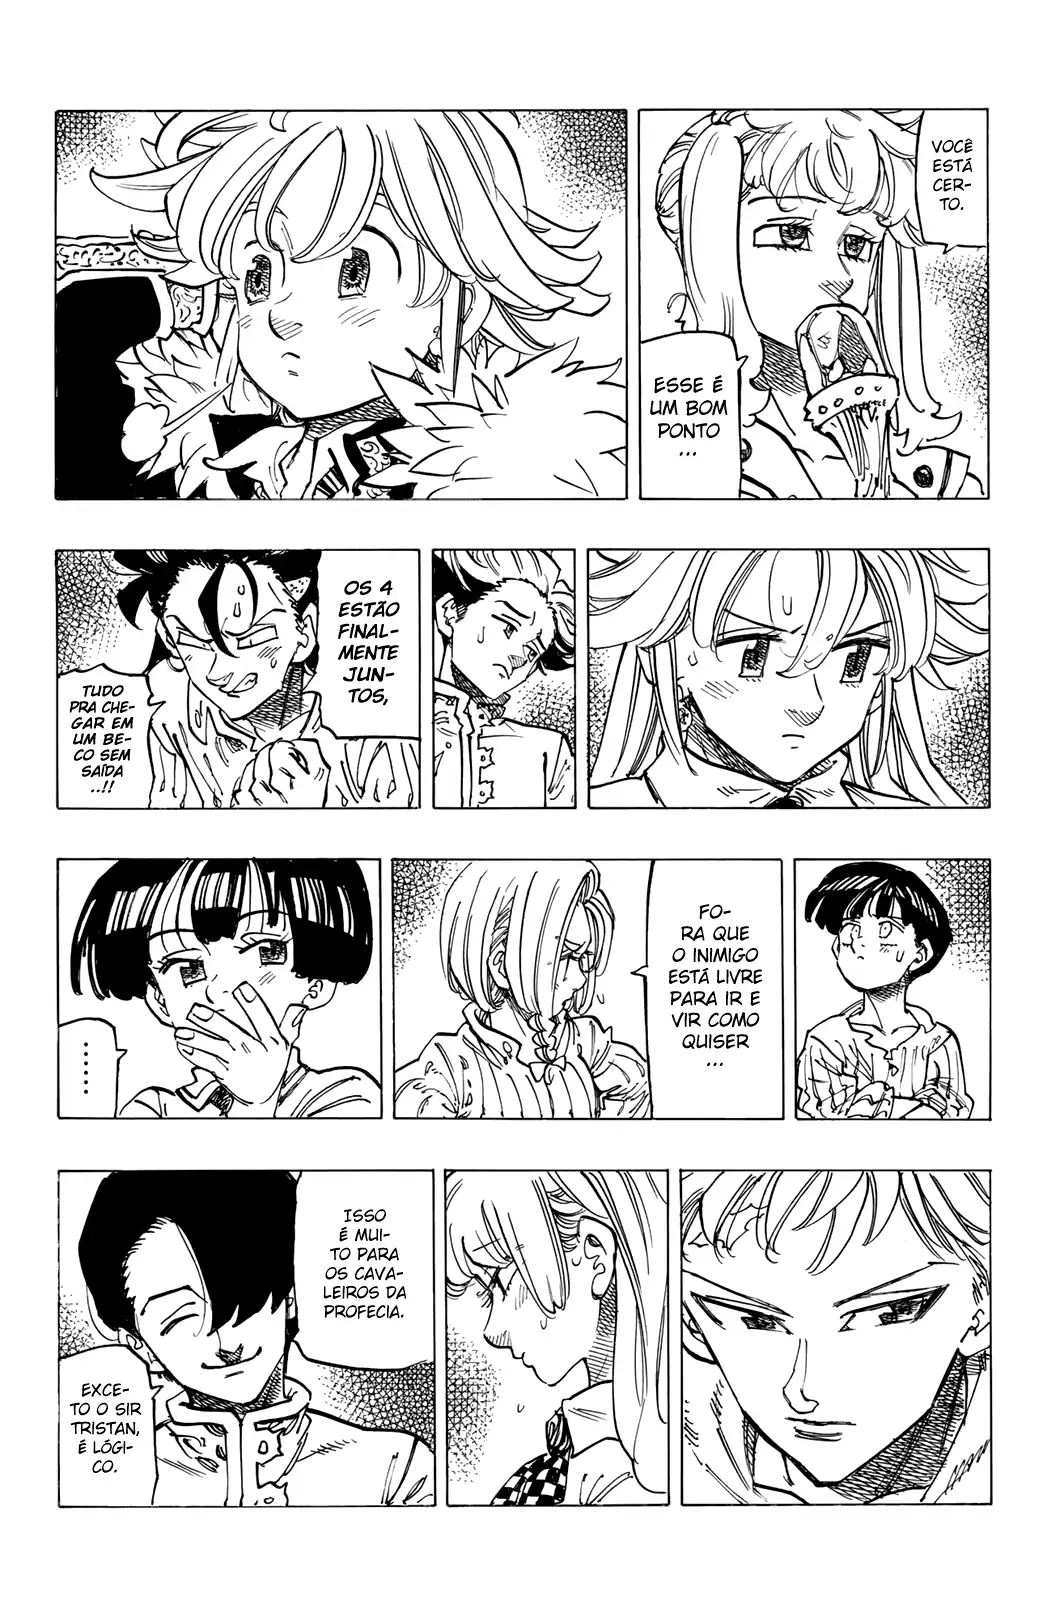 VOCÊ
ESTÁ
CER-
TO.
ESSE É
UM BOM
PONTO
...
OS 4
ESTÃO
FINAL-
MENTE
JUN-
TOS,
TUDO
PRA CHE-
GAR EM
UM BE-
CO SEM
SAÍDA
..!!
FO-
RA QUE
O INIMIGO
ESTÁ LIVRE
PARA IR E
VIR COMO
QUISER
...
......
ISSO
É MUI-
TO PARA
OS CAVA-
LEIROS DA
PROFECIA.
EXCE-
TO O SIR
TRISTAN,
É LÓGI-
CO.